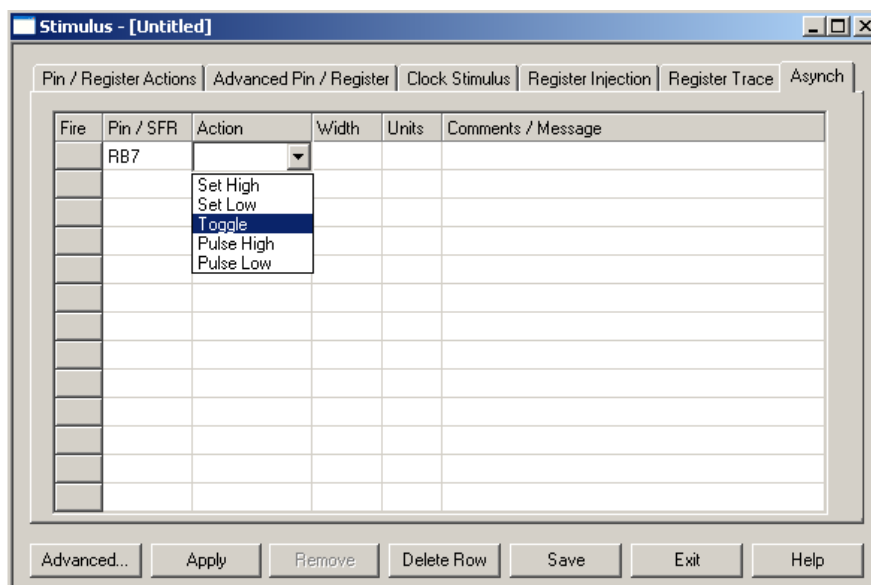 Stimulus - [Untitled]
Pin / Register Actions Advanced Pin / Register Clock Stimulus Register Injection Register Trace Asynch
Fire Pin / SFR Action Width Units Comments / Message
RB7
Set High
Set Low
Toggle
Pulse High
Pulse Low
Advanced... Apply Remove Delete Row Save Exit Help